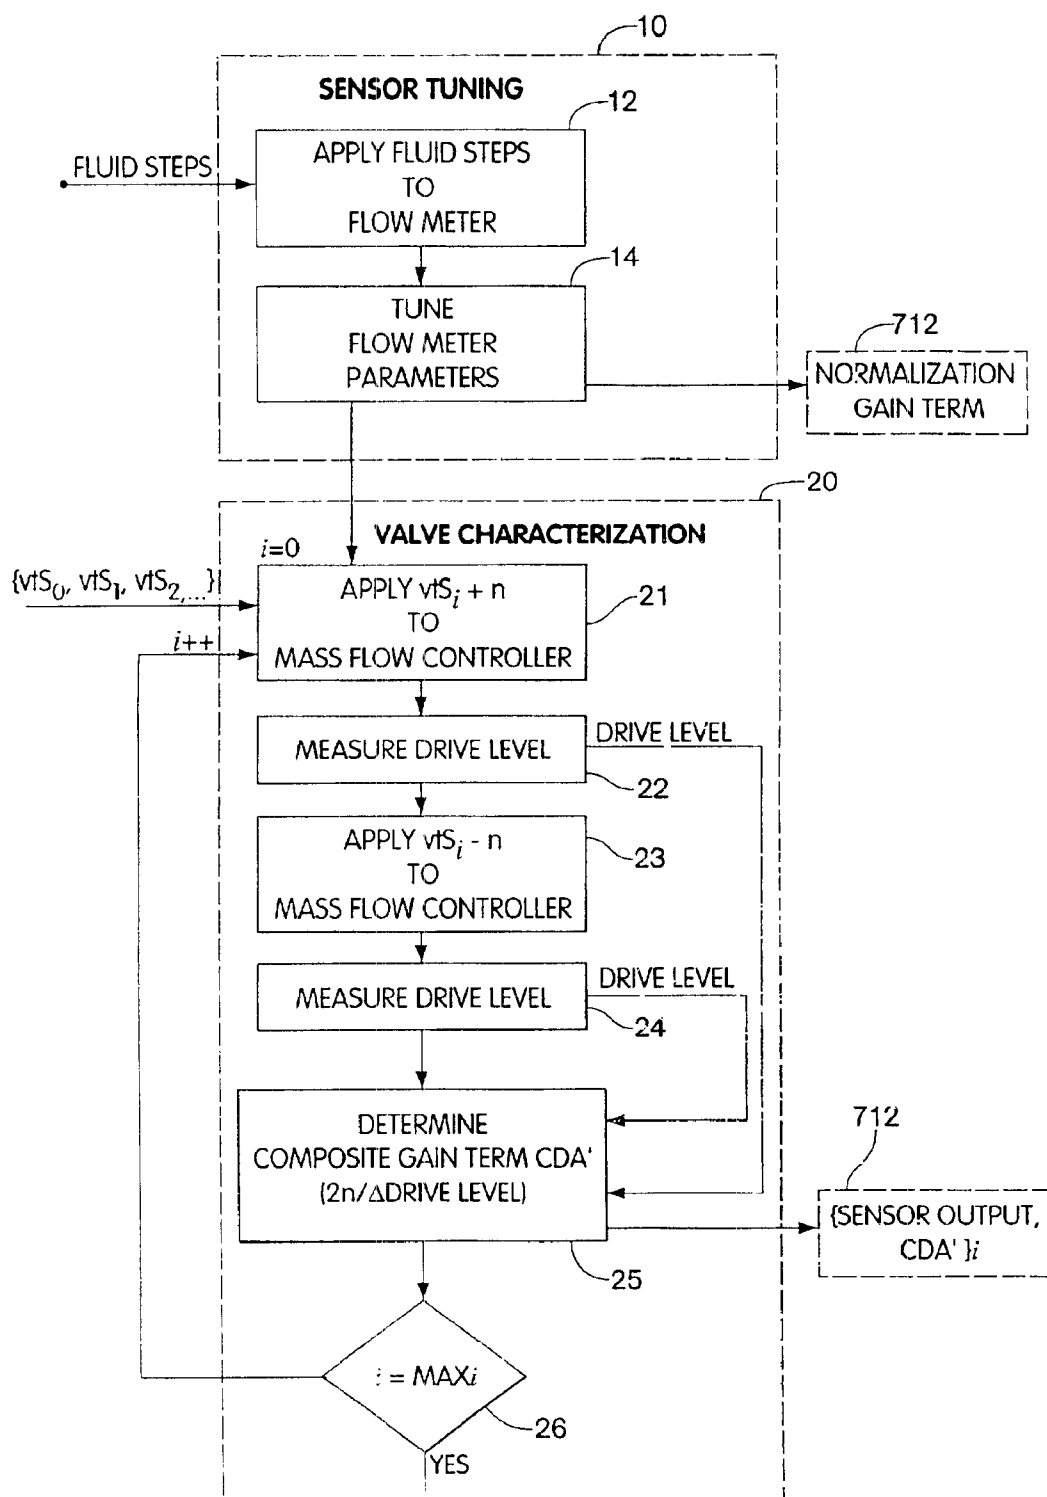 10
SENSOR TUNING
12
FLUID STEPS
APPLY FLUID STEPS
TO
FLOW METER
14
TUNE
FLOW METER
PARAMETERS
712
NORMALIZATION
GAIN TERM
20
VALVE CHARACTERIZATION
i=0
{vtS0, vtS1, vtS2,...}
APPLY vtSi + n
TO
MASS FLOW CONTROLLER
21
i++
MEASURE DRIVE LEVEL
DRIVE LEVEL
22
APPLY vtSi - n
TO
MASS FLOW CONTROLLER
23
MEASURE DRIVE LEVEL
DRIVE LEVEL
24
DETERMINE
COMPOSITE GAIN TERM CDA'
(2n/ΔDRIVE LEVEL)
25
712
{SENSOR OUTPUT,
CDA' }i
i = MAXi
26
YES